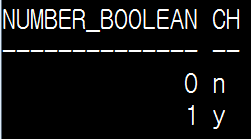 NUMBER_BOOLEAN CH
-------------- --
0 n
1 y